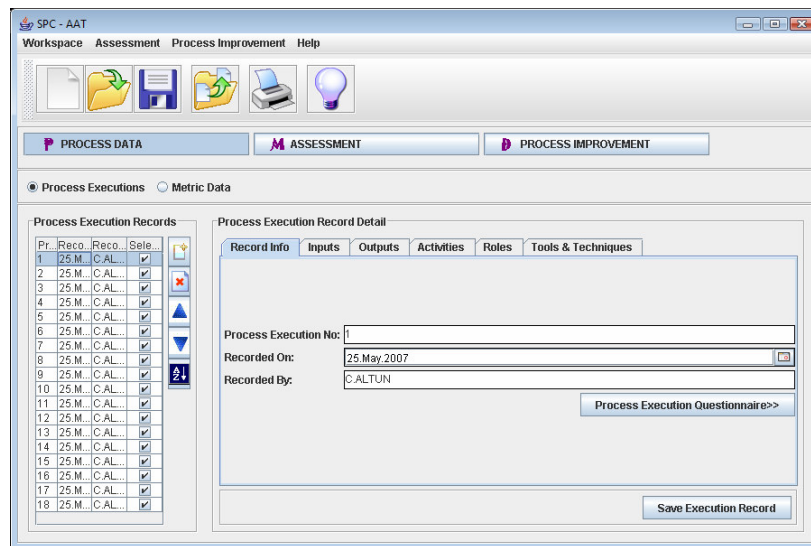 SPC - AAT
Workspace Assessment Process Improvement Help
P PROCESS DATA M ASSESSMENT PROCESS IMPROVEMENT
Process Executions Metric Data
Process Execution Records Process Execution Record Detail
Pr... Reco... Reco... Sele... Record Info Inputs Outputs Activities Roles Tools & Techniques
1 25.M... C.AL...
2 25.M... C.AL...
3 25.M... C.AL...
4 25.M... C.AL...
5 25.M... C.AL...
6 25.M... C.AL... Process Execution No: 1
7 25.M... C.AL...
8 25.M... C.AL... Recorded On: 25.May.2007
9 25.M... C.AL... Recorded By: C.ALTUN
10 25.M... C.AL...
11 25.M... C.AL... Process Execution Questionnaire>>
12 25.M... C.AL...
13 25.M... C.AL...
14 25.M... C.AL...
15 25.M... C.AL...
16 25.M... C.AL...
17 25.M... C.AL...
18 25.M... C.AL... Save Execution Record